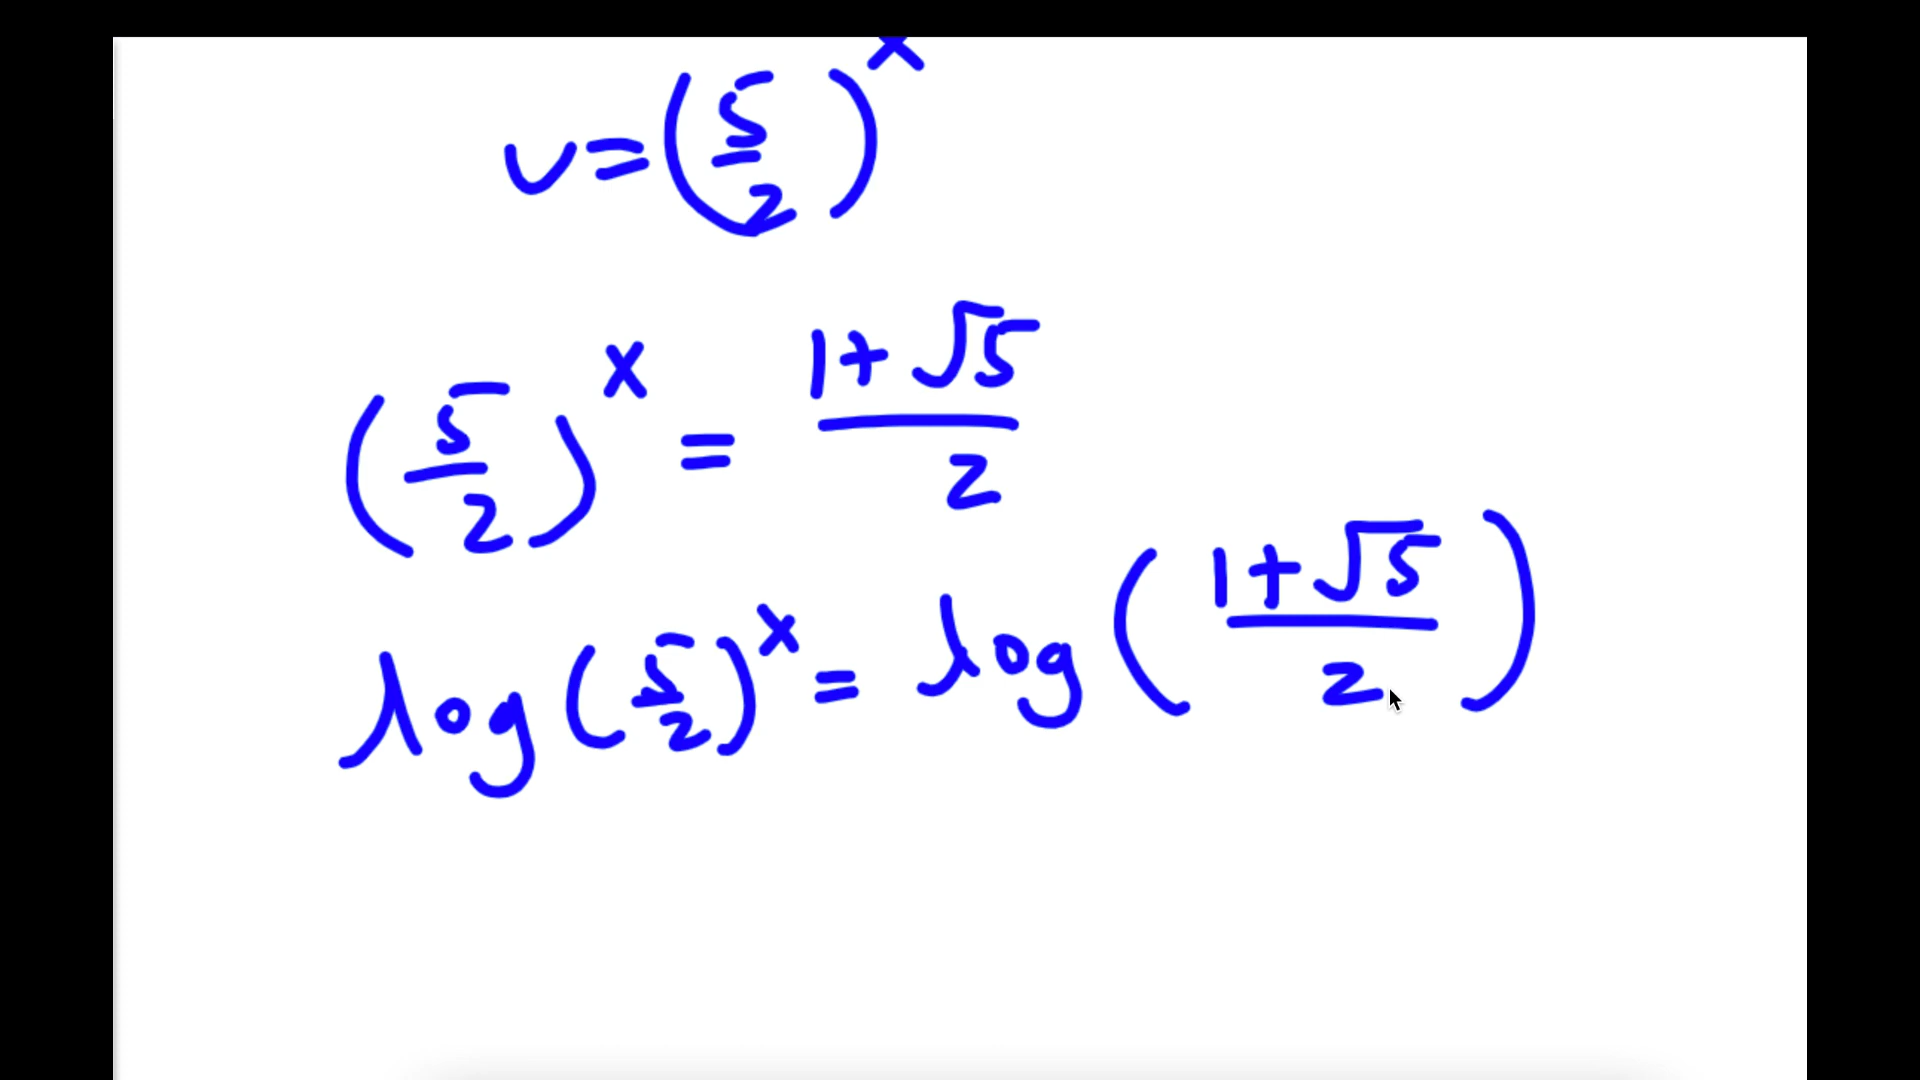 u=(5/2)^x
(5/2)^x = (1+√5)/2
log(5/2)^x = log((1+√5)/2)